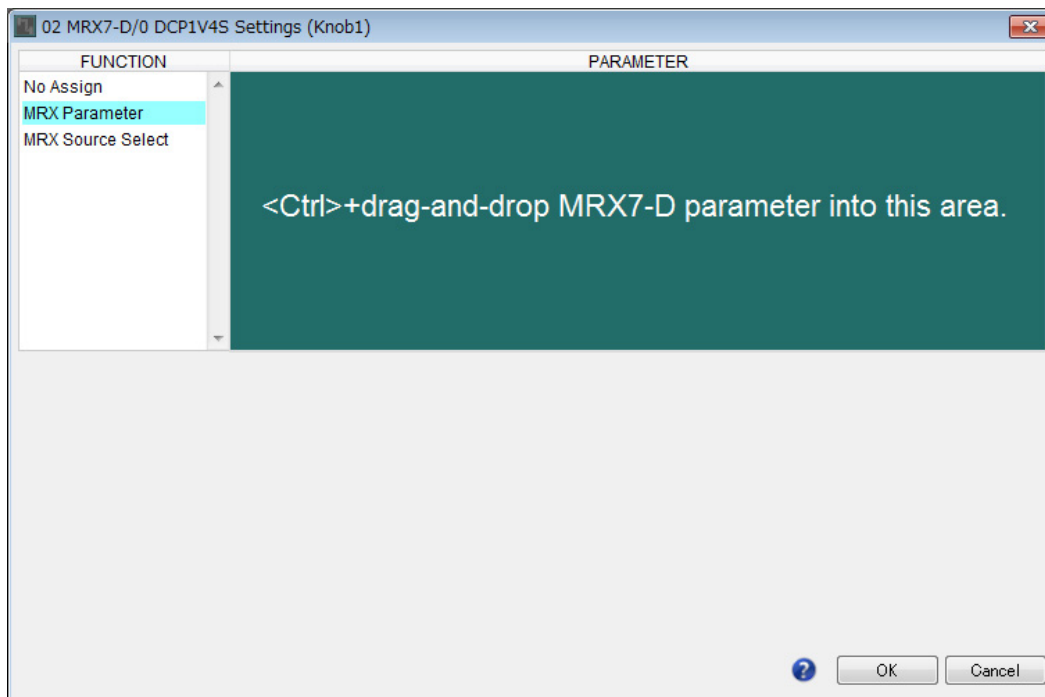 02 MRX7-D/0 DCP1V4S Settings (Knob1)
FUNCTION
PARAMETER
No Assign
MRX Parameter
MRX Source Select
<Ctrl>+drag-and-drop MRX7-D parameter into this area.
?
OK
Cancel